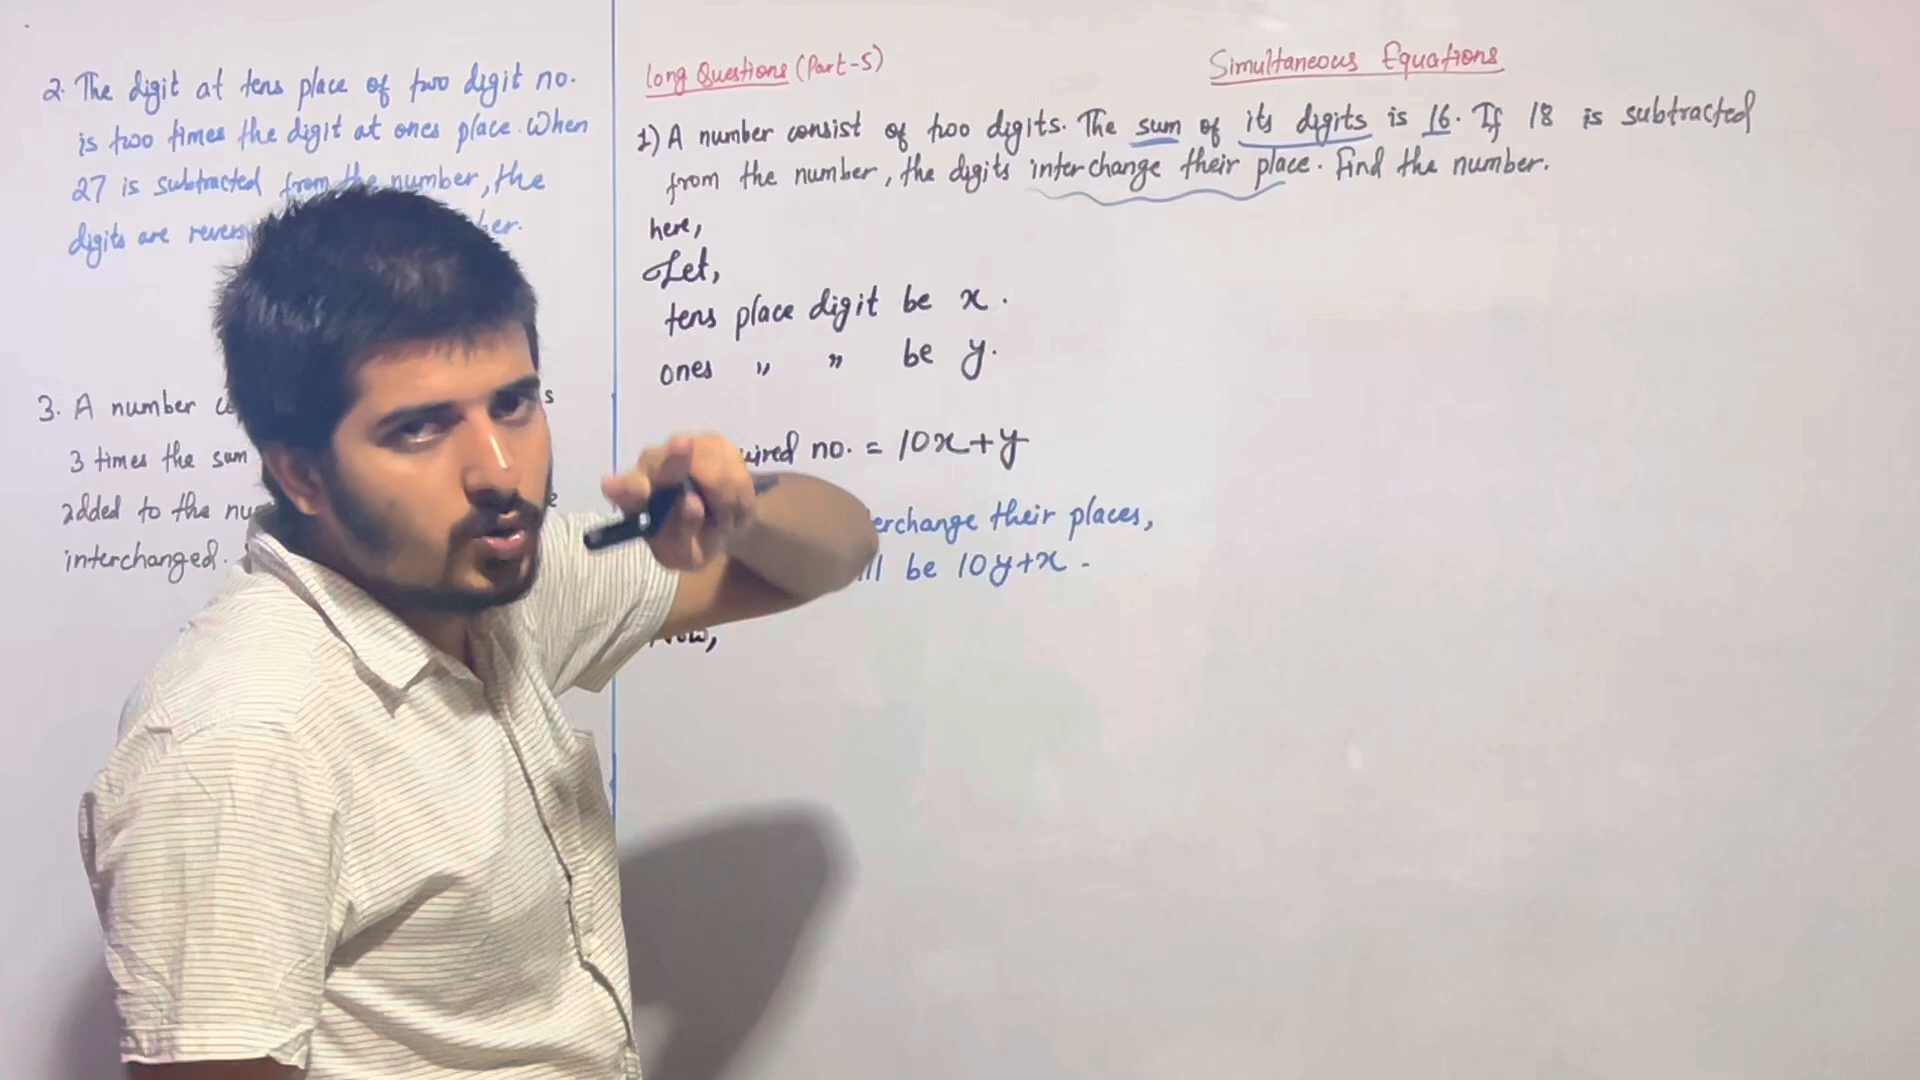 2. The digit at tens place of two digit no.
is two times the digit at ones place. When
27 is subtracted from the number, the
digits are
3. A number
3 times the sum
added to the
interchanged.
Long Questions (Part-5)
Simultaneous Equations
1) A number consist of two digits. The sum of its digits is 16. If 18 is subtracted
from the number, the digits interchange their place. Find the number.
here,
Let,
tens place digit be x.
ones " " be y.
no. = 10x+y
their places,
be 10y+x.